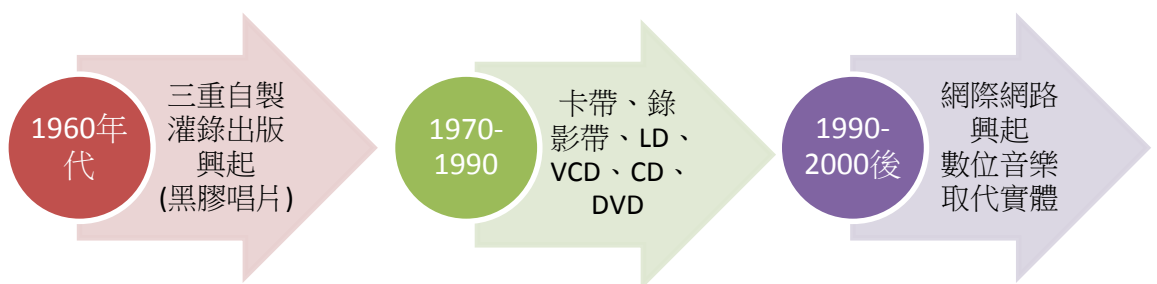 1960年
代
三重自製
灌錄出版
興起
(黑膠唱片)
1970-
1990
卡帶、錄
影帶、LD、
VCD、CD、
DVD
1990-
2000後
網際網路
興起
數位音樂
取代實體